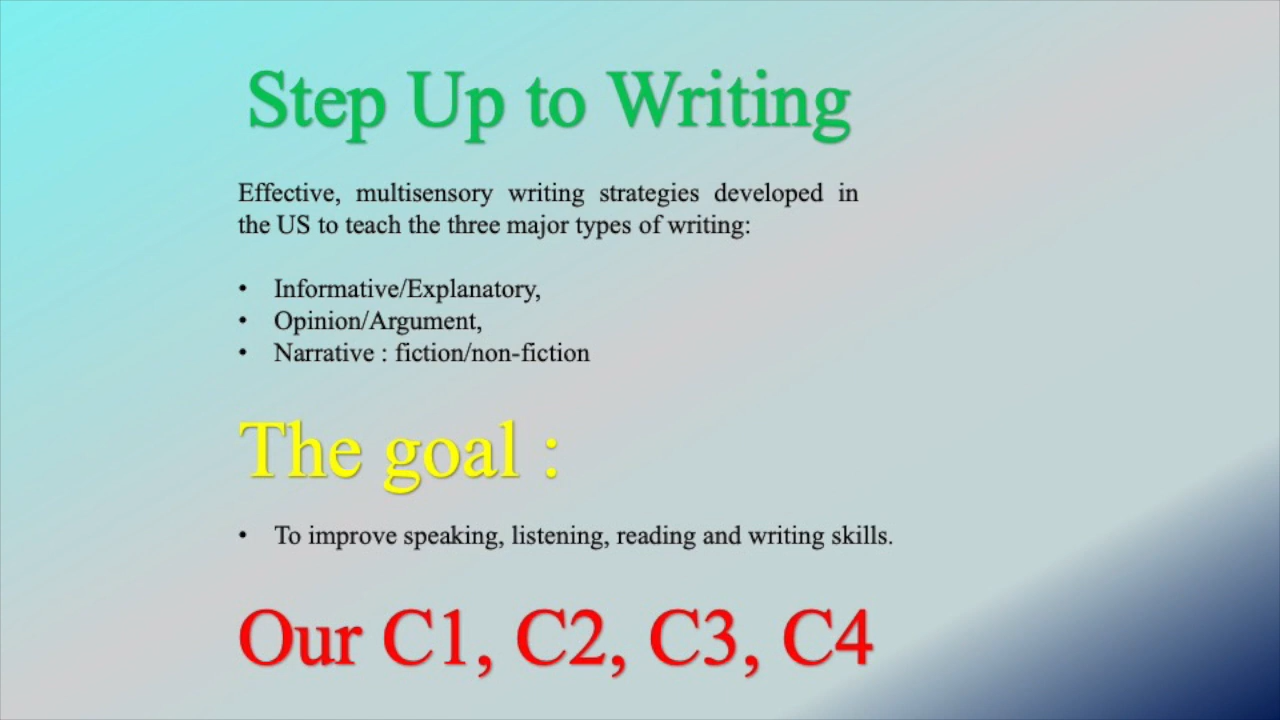 Step Up to Writing
Effective, multisensory writing strategies developed in
the US to teach the three major types of writing:
• Informative/Explanatory,
• Opinion/Argument,
• Narrative : fiction/non-fiction
The goal :
• To improve speaking, listening, reading and writing skills.
Our C1, C2, C3, C4